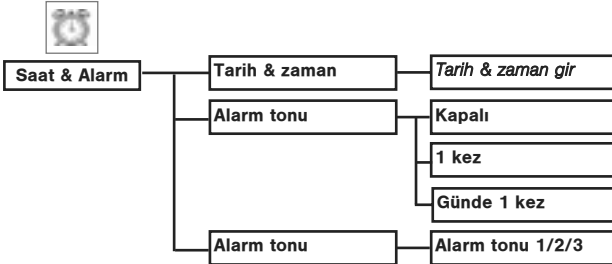 Saat & Alarm
Tarih & zaman
Tarih & zaman gir
Alarm tonu
Kapalı
1 kez
Günde 1 kez
Alarm tonu
Alarm tonu 1/2/3